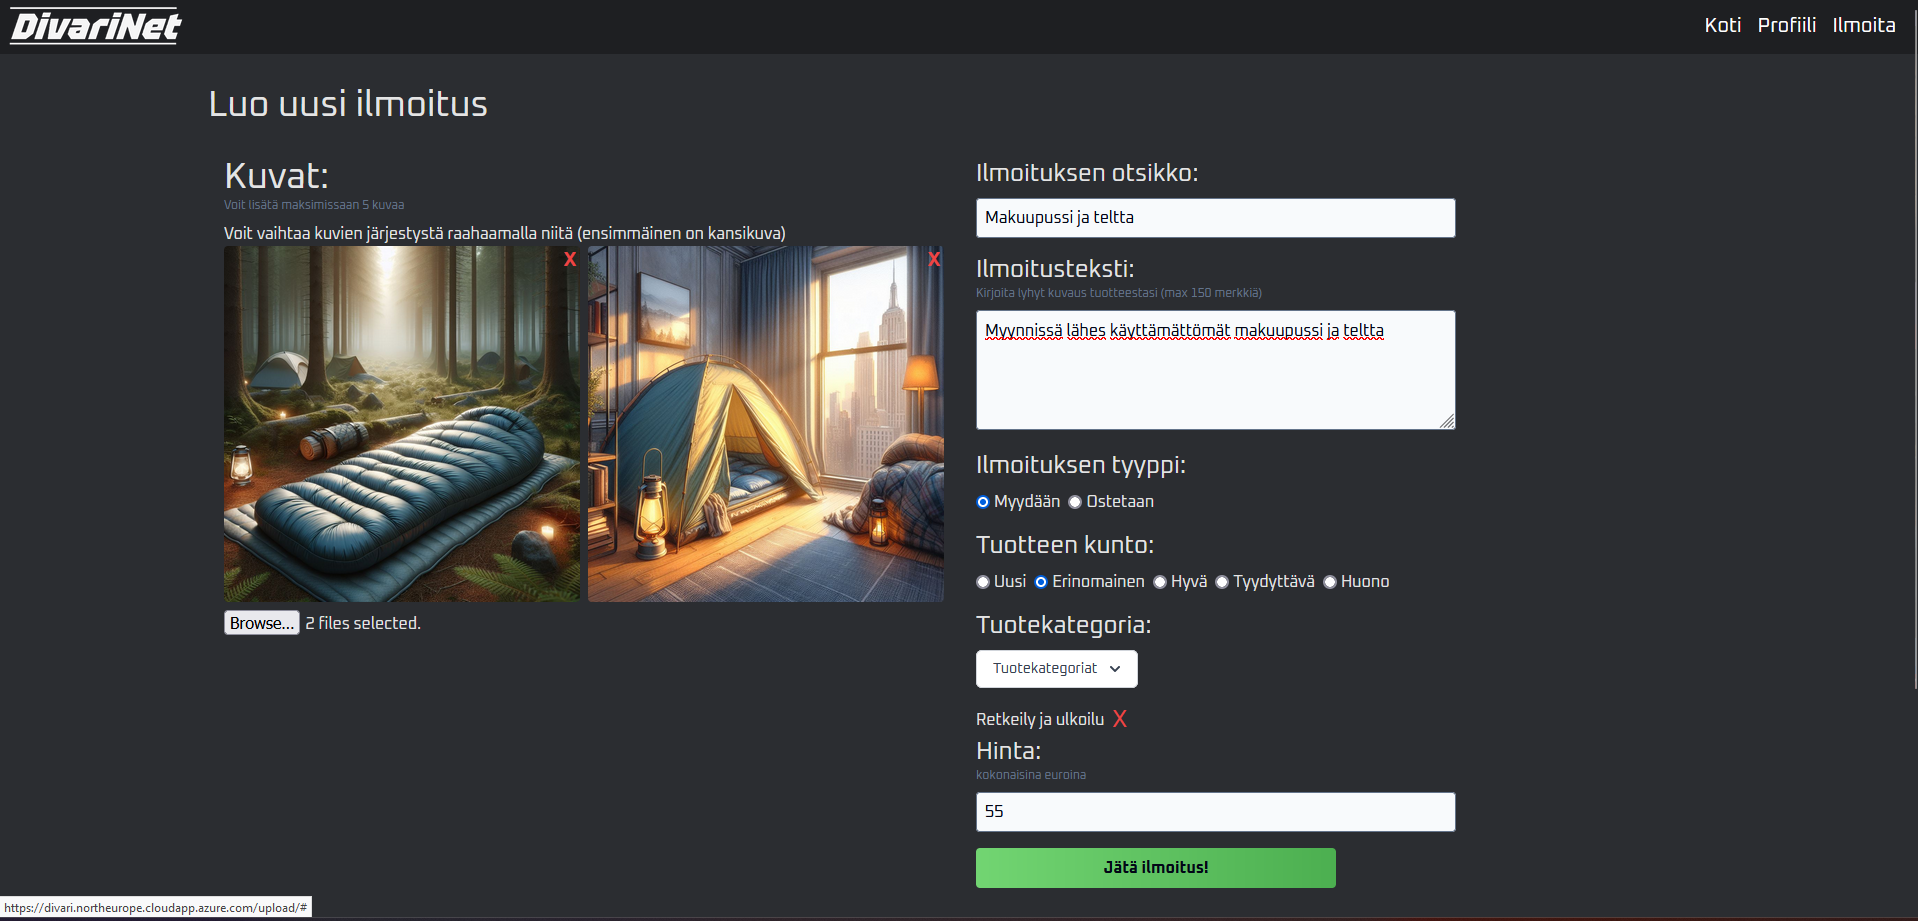 DivariNet
Koti Profiili Ilmoita
Luo uusi ilmoitus
Kuvat:
Voit lisätä maksimissaan 5 kuvaa
Voit vaihtaa kuvien järjestystä raahaamalla niitä (ensimmäinen on kansikuva)
X X
Browse... 2 files selected.
Ilmoituksen otsikko:
Makuupussi ja teltta
Ilmoitusteksti:
Kirjoita lyhyt kuvaus tuotteestasi (max 150 merkkiä)
Myynnissä lähes käyttämättömät makuupussi ja teltta
Ilmoituksen tyyppi:
Myydään Ostetaan
Tuotteen kunto:
Uusi Erinomainen Hyvä Tyydyttävä Huono
Tuotekategoria:
Tuotekategoriat
Retkeily ja ulkoilu X
Hinta:
kokonaisina euroina
55
Jätä ilmoitus!
https://divari.northeurope.cloudapp.azure.com/upload/#